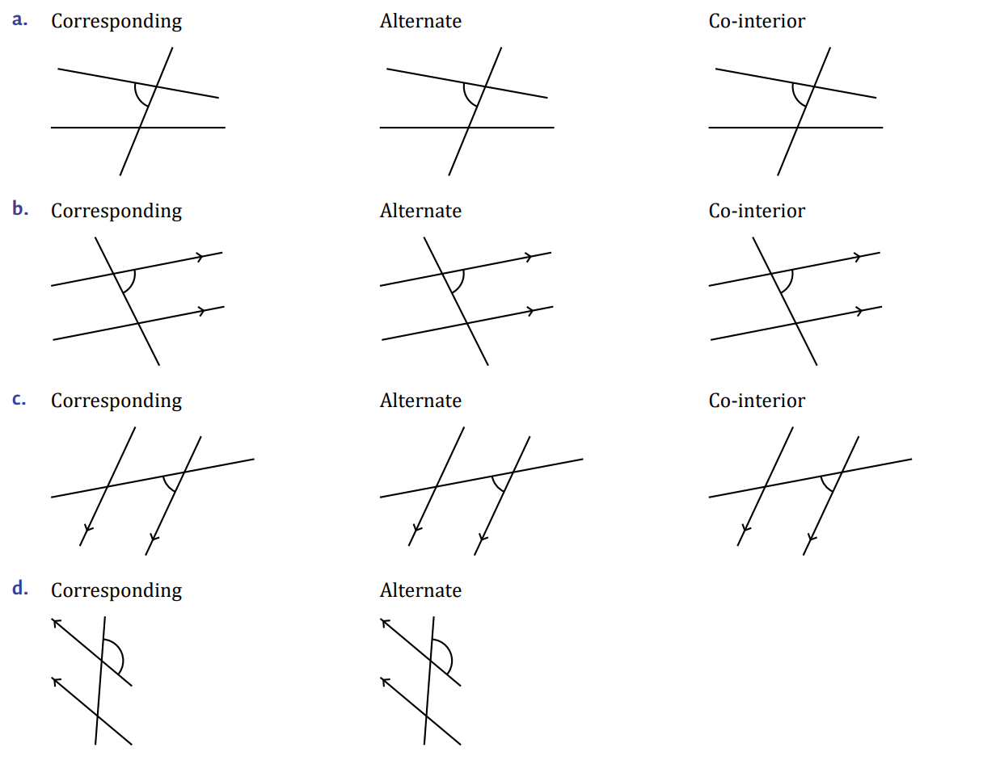 a. Corresponding Alternate Co-interior
b. Corresponding Alternate Co-interior
c. Corresponding Alternate Co-interior
d. Corresponding Alternate